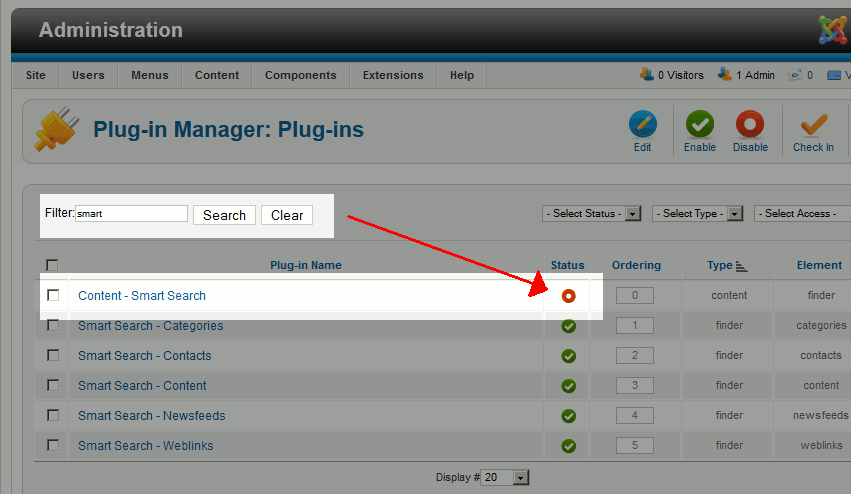 Administration
Site Users Menus Content Components Extensions Help 0 Visitors 1 Admin 0 V
Plug-in Manager: Plug-ins Edit Enable Disable Check In
Filter: smart Search Clear - Select Status - - Select Type - - Select Access -
Plug-in Name Status Ordering Type Element
Content - Smart Search 0 content finder
Smart Search - Categories 1 finder categories
Smart Search - Contacts 2 finder contacts
Smart Search - Content 3 finder content
Smart Search - Newsfeeds 4 finder newsfeeds
Smart Search - Weblinks 5 finder weblinks
Display # 20